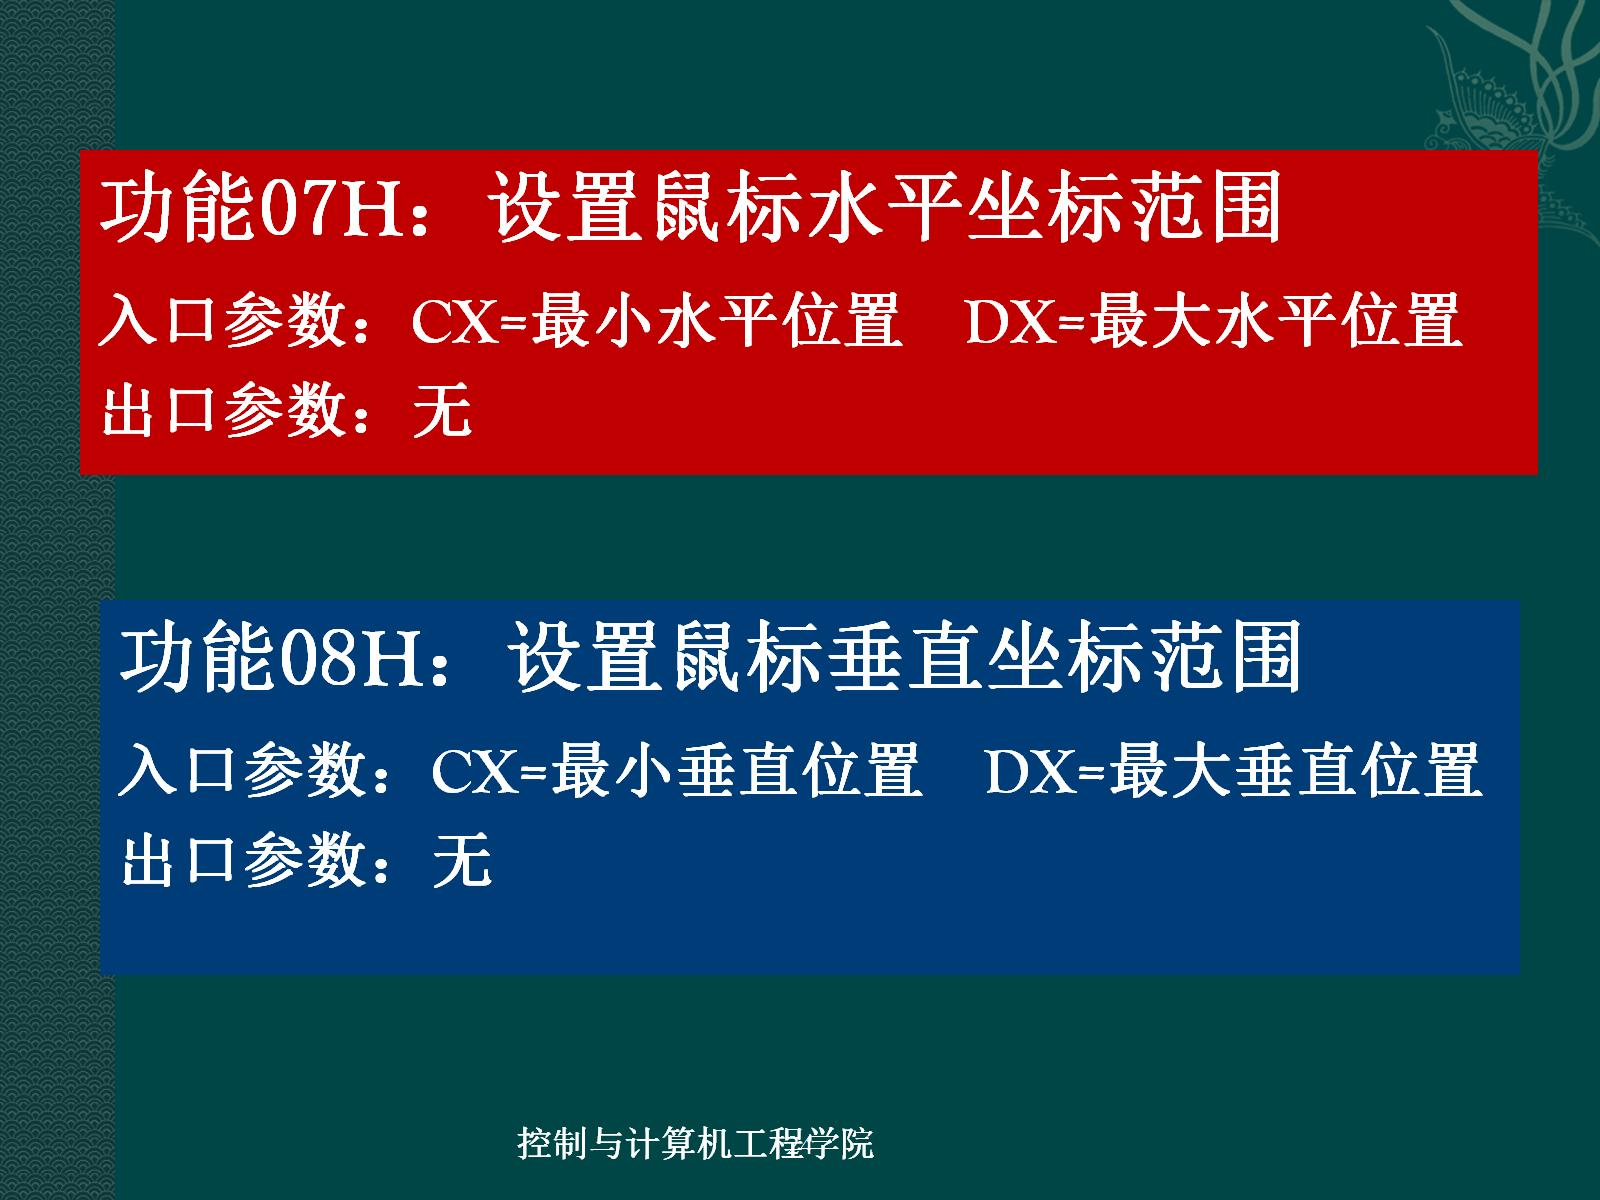 功能07H：设置鼠标水平坐标范围
入口参数：CX=最小水平位置 DX=最大水平位置
出口参数：无
功能08H：设置鼠标垂直坐标范围
入口参数：CX=最小垂直位置 DX=最大垂直位置
出口参数：无
控制与计算机工程学院